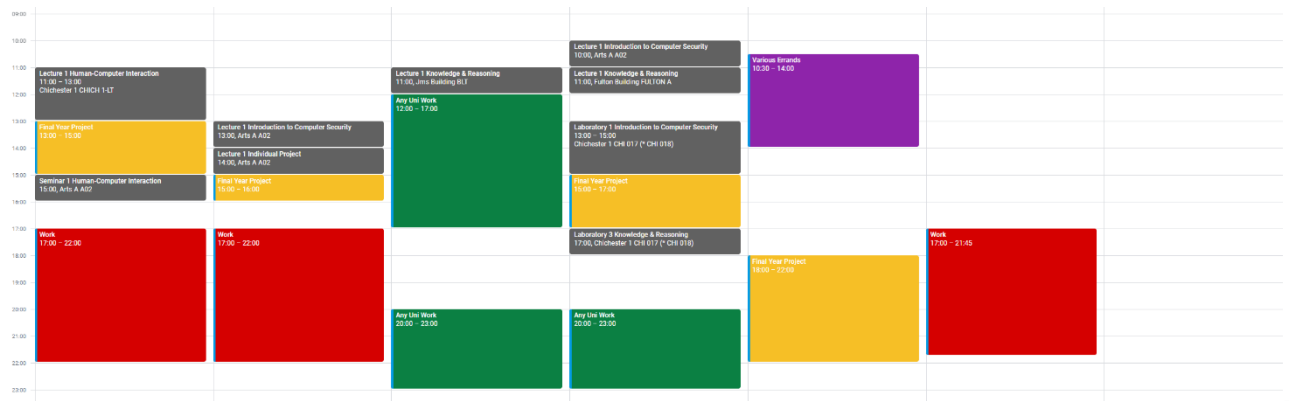 09:00
10:00
11:00
12:00
13:00
14:00
15:00
16:00
17:00
18:00
19:00
20:00
21:00
22:00
23:00
Lecture 1 Human-Computer Interaction
11:00 – 13:00
Chichester 1 CHICH 1-LT
Final Year Project
13:00 – 15:00
Seminar 1 Human-Computer Interaction
15:00, Arts A A02
Work
17:00 – 22:00
Lecture 1 Introduction to Computer Security
13:00, Arts A A02
Lecture 1 Individual Project
14:00, Arts A A02
Final Year Project
15:00 – 16:00
Work
17:00 – 22:00
Lecture 1 Knowledge & Reasoning
11:00, Jms Building BLT
Any Uni Work
12:00 – 17:00
Any Uni Work
20:00 – 23:00
Lecture 1 Introduction to Computer Security
10:00, Arts A A02
Lecture 1 Knowledge & Reasoning
11:00, Fulton Building FULTON A
Laboratory 1 Introduction to Computer Security
13:00 – 15:00
Chichester 1 CHI 017 (* CHI 018)
Final Year Project
15:00 – 17:00
Laboratory 3 Knowledge & Reasoning
17:00, Chichester 1 CHI 017 (* CHI 018)
Any Uni Work
20:00 – 23:00
Various Errands
10:30 – 14:00
Final Year Project
18:00 – 22:00
Work
17:00 – 21:45